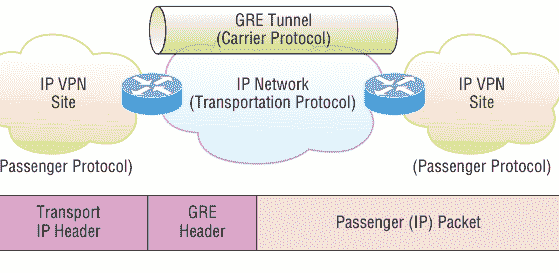 GRE Tunnel
(Carrier Protocol)
IP VPN
Site
IP Network
(Transportation Protocol)
IP VPN
Site
Passenger Protocol)
(Passenger Protocol)
Transport
IP Header
GRE
Header
Passenger (IP) Packet